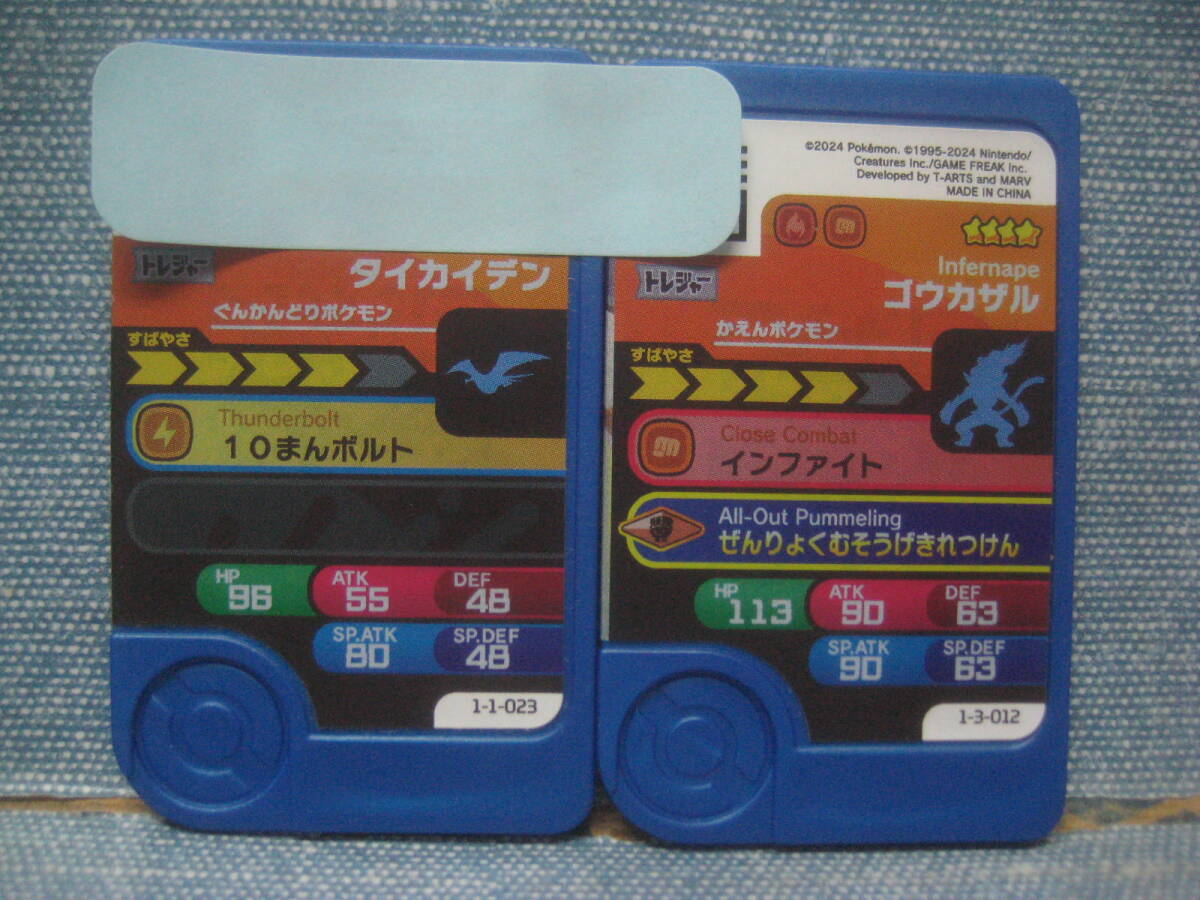 トレジャー
タイカイデン
ぐんかんどりポケモン
すばやさ
Thunderbolt
10まんボルト
HP
96
ATK
55
DEF
48
SP.ATK
80
SP.DEF
48
1-1-023
©2024 Pokémon. ©1995-2024 Nintendo/
Creatures Inc./GAME FREAK Inc.
Developed by T-ARTS and MARV
MADE IN CHINA
トレジャー
Infernape
ゴウカザル
かえんポケモン
すばやさ
Close Combat
インファイト
All-Out Pummeling
ぜんりょくむそうげきれつけん
HP
113
ATK
90
DEF
63
SP.ATK
90
SP.DEF
63
1-3-012